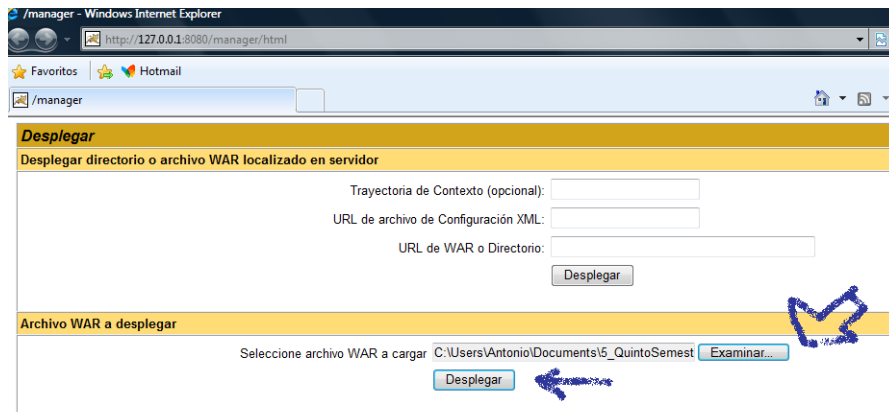 /manager - Windows Internet Explorer
http://127.0.0.1:8080/manager/html
Favoritos Hotmail
/manager
Desplegar
Desplegar directorio o archivo WAR localizado en servidor
Trayectoria de Contexto (opcional):
URL de archivo de Configuración XML:
URL de WAR o Directorio:
Desplegar
Archivo WAR a desplegar
Seleccione archivo WAR a cargar C:\Users\Antonio\Documents\5_QuintoSemest Examinar...
Desplegar